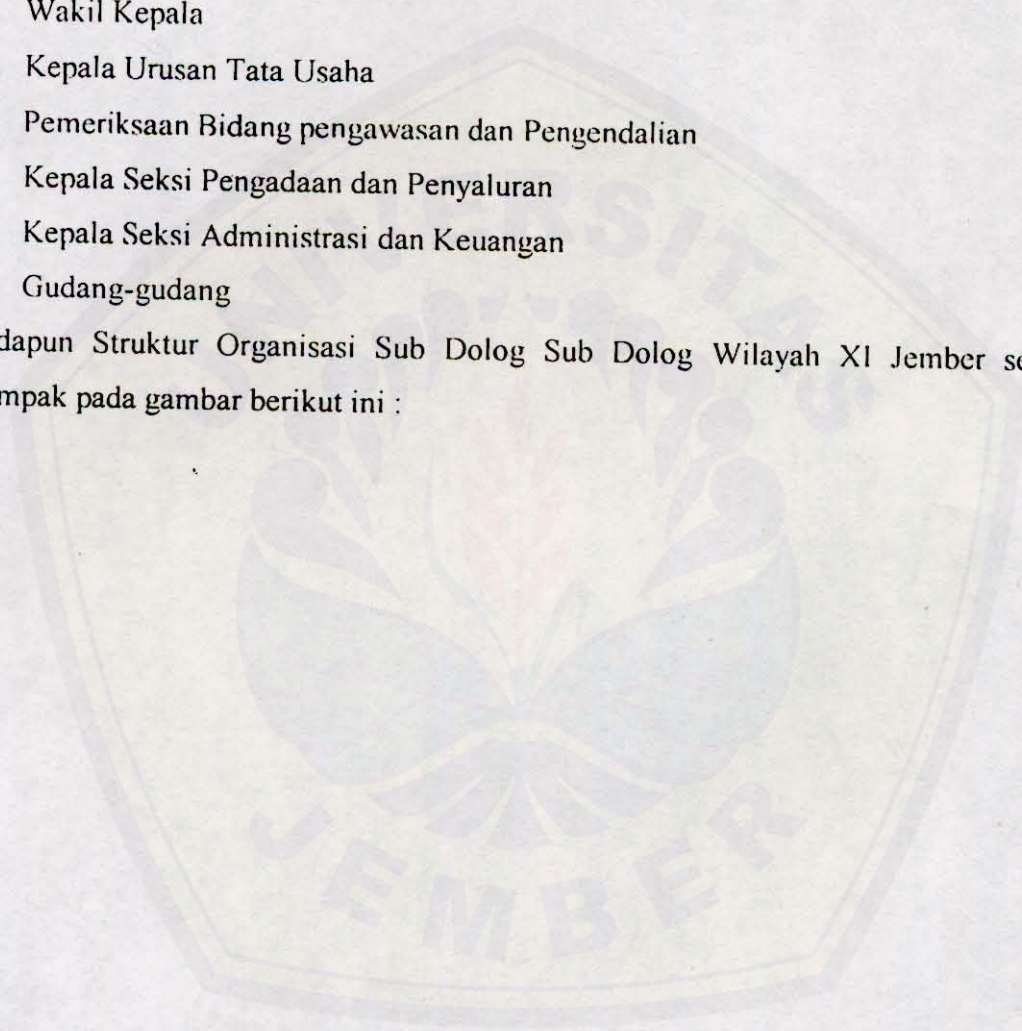 Wakil Kepala
Kepala Urusan Tata Usaha
Pemeriksaan Bidang pengawasan dan Pengendalian
Kepala Seksi Pengadaan dan Penyaluran
Kepala Seksi Administrasi dan Keuangan
Gudang-gudang
dapun Struktur Organisasi Sub Dolog Sub Dolog Wilayah XI Jember se
mpak pada gambar berikut ini :
UNIVERSITAS
JEMBER